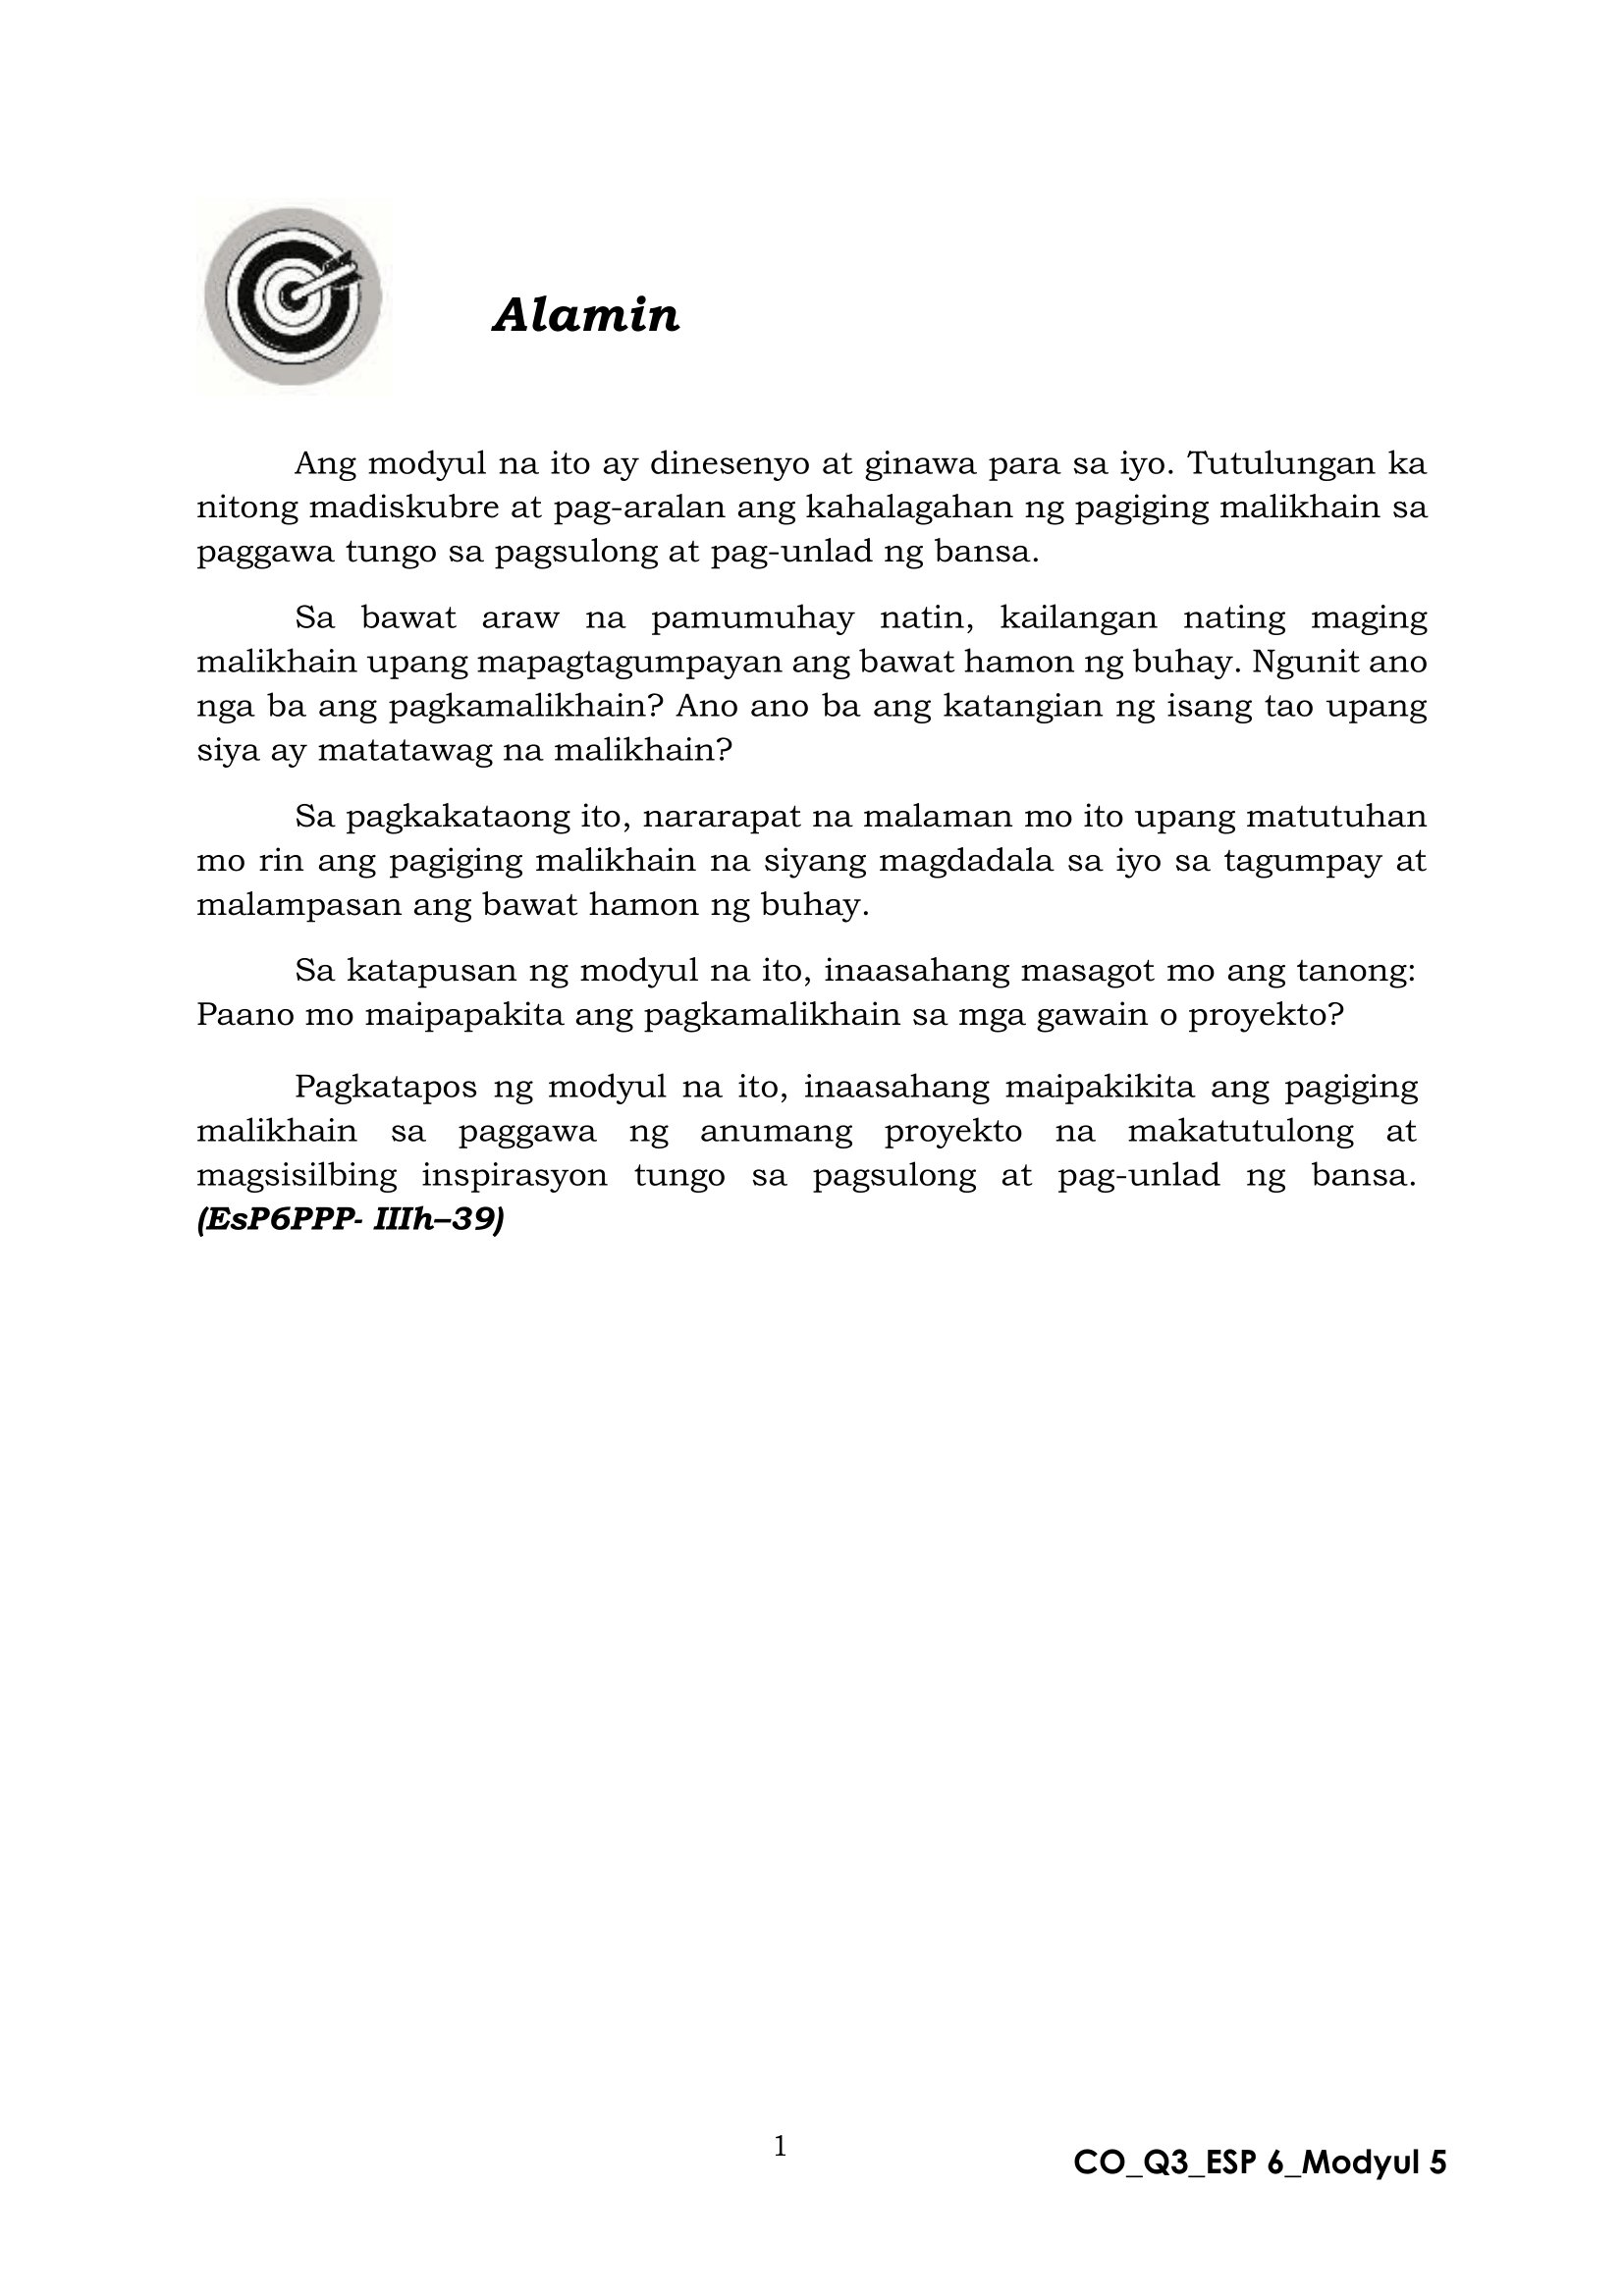 Alamin
Ang modyul na ito ay dinesenyo at ginawa para sa iyo. Tutulungan ka
nitong madiskubre at pag-aralan ang kahalagahan ng pagiging malikhain sa
paggawa tungo sa pagsulong at pag-unlad ng bansa.
Sa bawat araw na pamumuhay natin, kailangan nating maging
malikhain upang mapagtagumpayan ang bawat hamon ng buhay. Ngunit ano
nga ba ang pagkamalikhain? Ano ano ba ang katangian ng isang tao upang
siya ay matatawag na malikhain?
Sa pagkakataong ito, nararapat na malaman mo ito upang matutuhan
mo rin ang pagiging malikhain na siyang magdadala sa iyo sa tagumpay at
malampasan ang bawat hamon ng buhay.
Sa katapusan ng modyul na ito, inaasahang masagot mo ang tanong:
Paano mo maipapakita ang pagkamalikhain sa mga gawain o proyekto?
Pagkatapos ng modyul na ito, inaasahang maipakikita ang pagiging
malikhain sa paggawa ng anumang proyekto na makatutulong at
magsisilbing inspirasyon tungo sa pagsulong at pag-unlad ng bansa.
(EsP6PPP- IIIh–39)
1
CO_Q3_ESP 6_Modyul 5